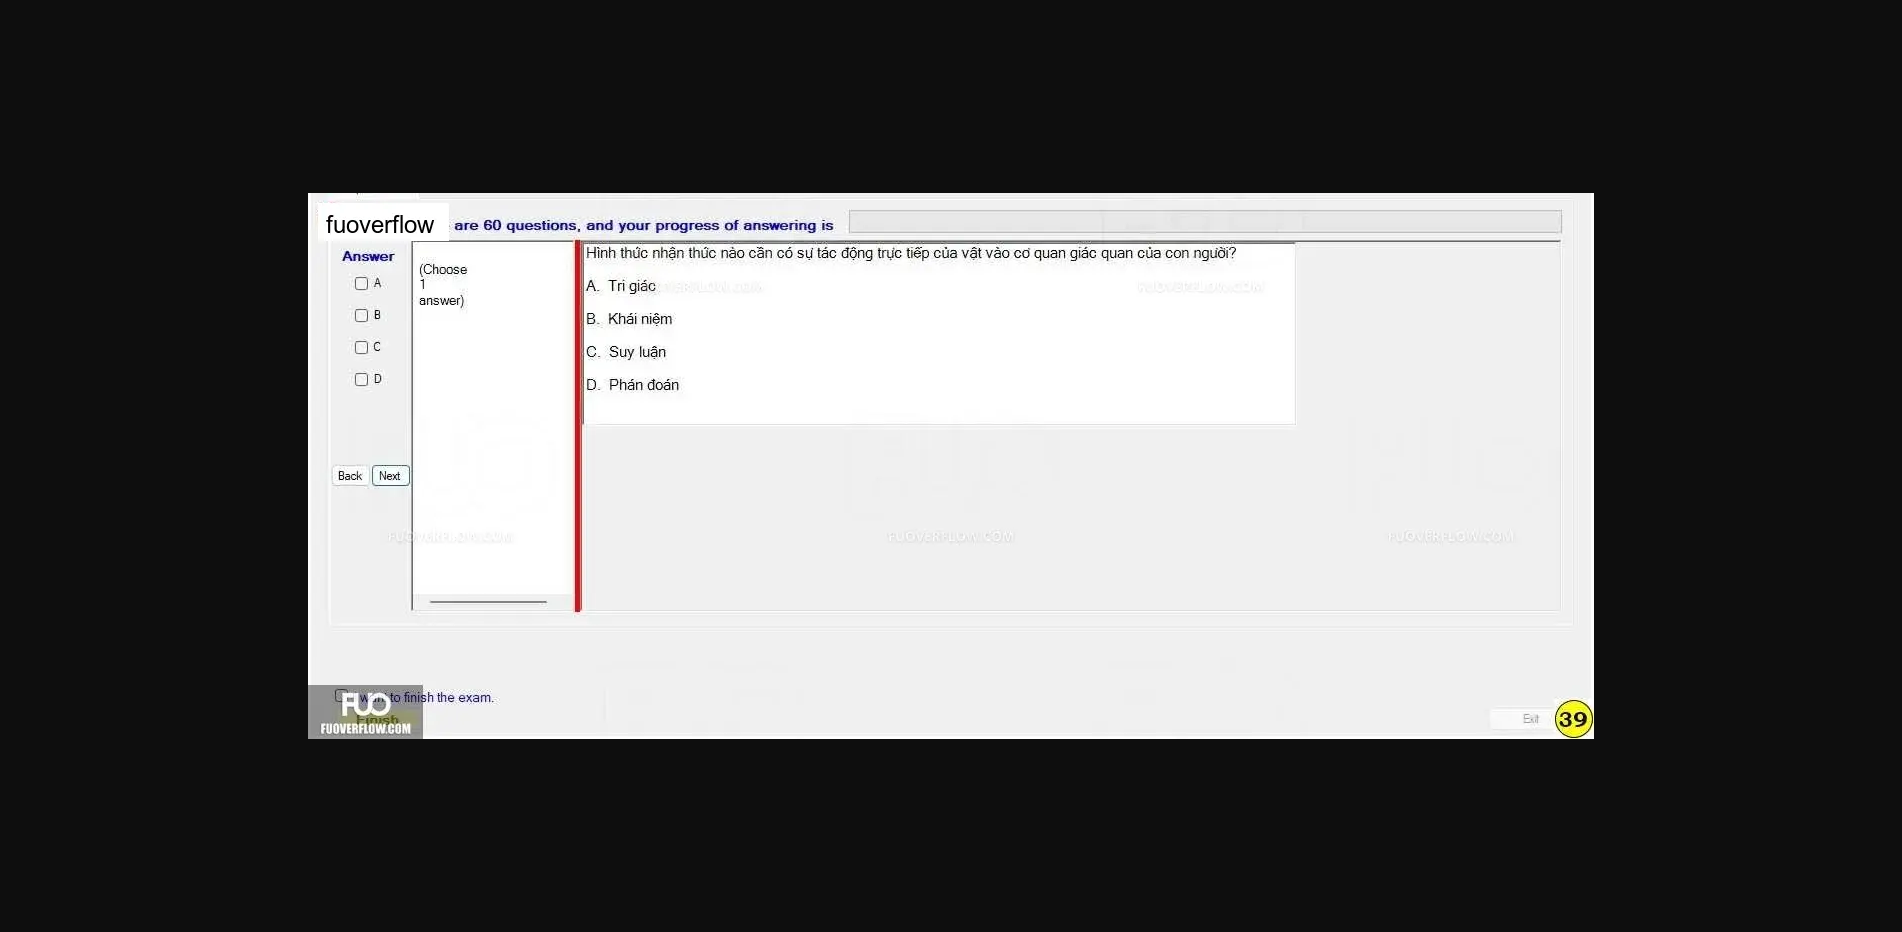 fuoverflow are 60 questions, and your progress of answering is
Answer
A
B
C
D
Back Next
(Choose
1
answer)
Hình thức nhận thức nào cần có sự tác động trực tiếp của vật vào cơ quan giác quan của con người?
A. Tri giác
B. Khái niệm
C. Suy luận
D. Phán đoán
FUOVERFLOW.COM
FUOVERFLOW.COM
FUOVERFLOW.COM
FUOVERFLOW.COM
to finish the exam.
FUO
Finish
FUOVERFLOW.COM
Exit
39